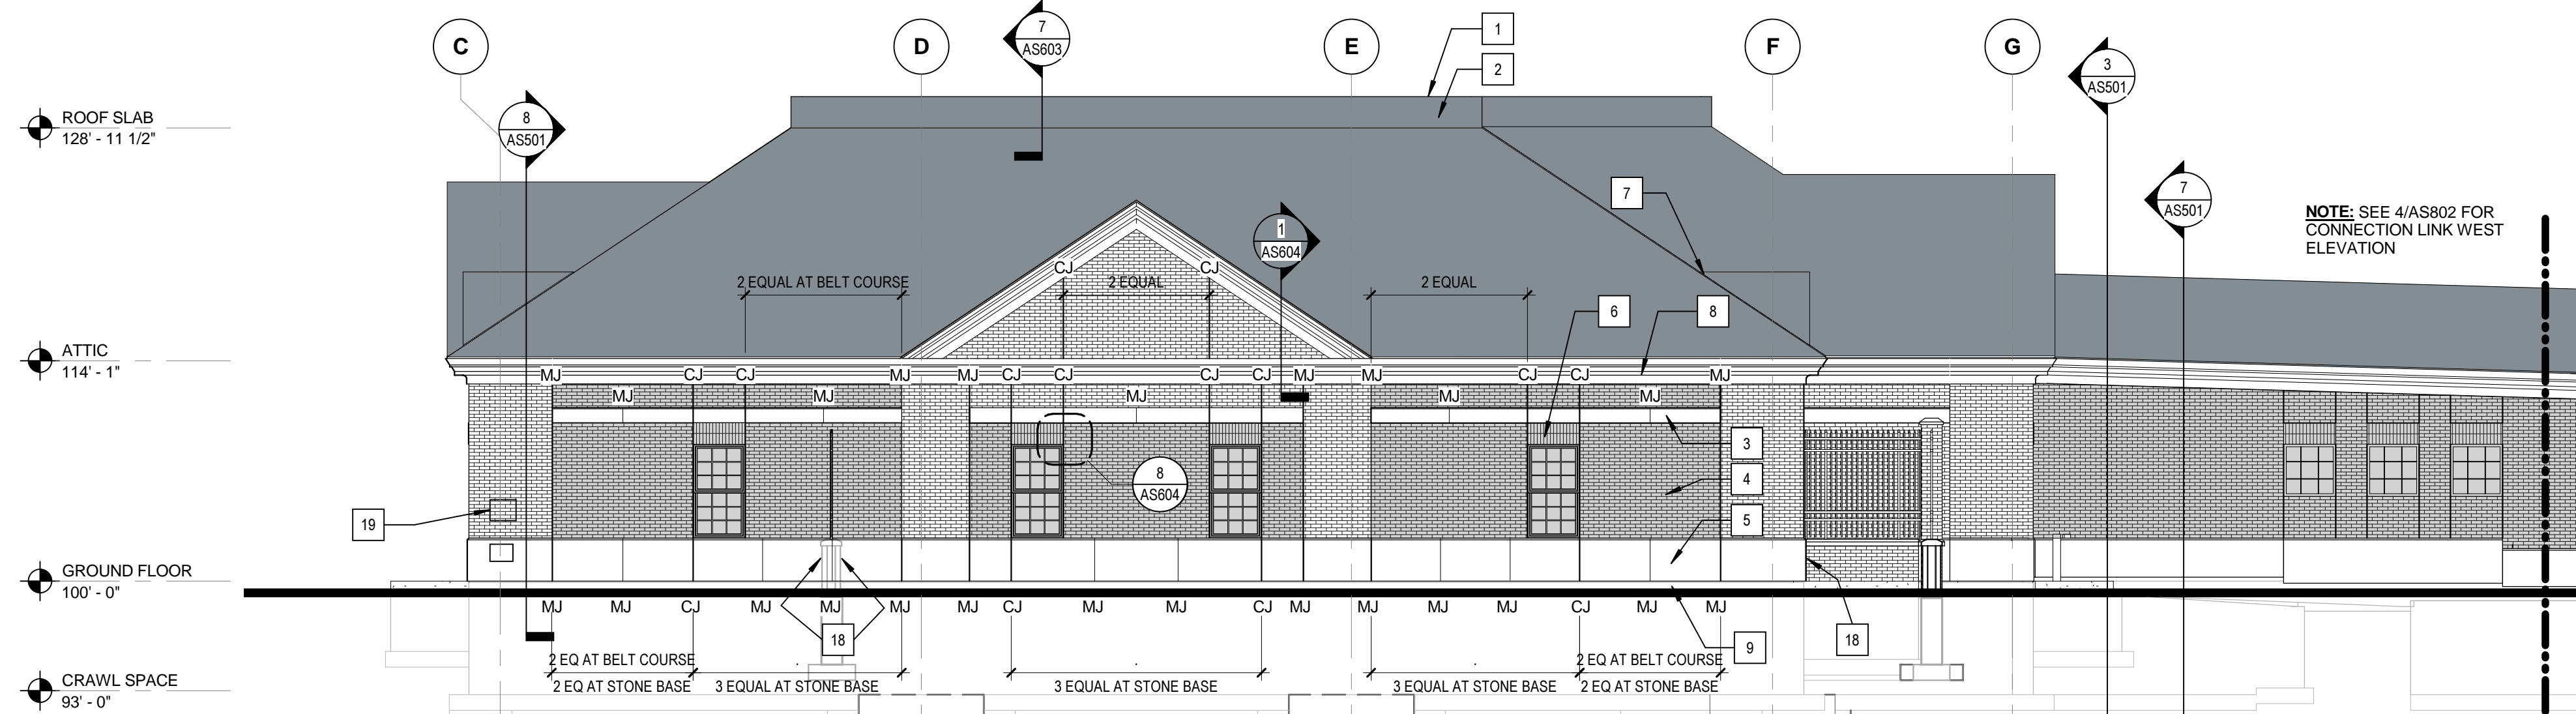 C
D
E
F
G
7
AS603
1
2
3
AS501
8
AS501
ROOF SLAB
128' - 11 1/2"
7
7
AS501
NOTE: SEE 4/AS802 FOR
CONNECTION LINK WEST
ELEVATION
1
AS604
CJ
CJ
2 EQUAL AT BELT COURSE
2 EQUAL
2 EQUAL
6
8
ATTIC
114' - 1"
MJ
CJ
CJ
MJ
MJ
CJ
CJ
CJ
CJ
MJ
MJ
CJ
CJ
MJ
MJ
MJ
MJ
MJ
MJ
3
4
8
AS604
19
5
GROUND FLOOR
100' - 0"
MJ
MJ
CJ
MJ
MJ
MJ
MJ
CJ
MJ
MJ
CJ
MJ
MJ
MJ
MJ
CJ
MJ
MJ
18
9
18
2 EQ AT BELT COURSE
2 EQ AT BELT COURSE
CRAWL SPACE
93' - 0"
2 EQ AT STONE BASE
3 EQUAL AT STONE BASE
3 EQUAL AT STONE BASE
3 EQUAL AT STONE BASE
2 EQ AT STONE BASE